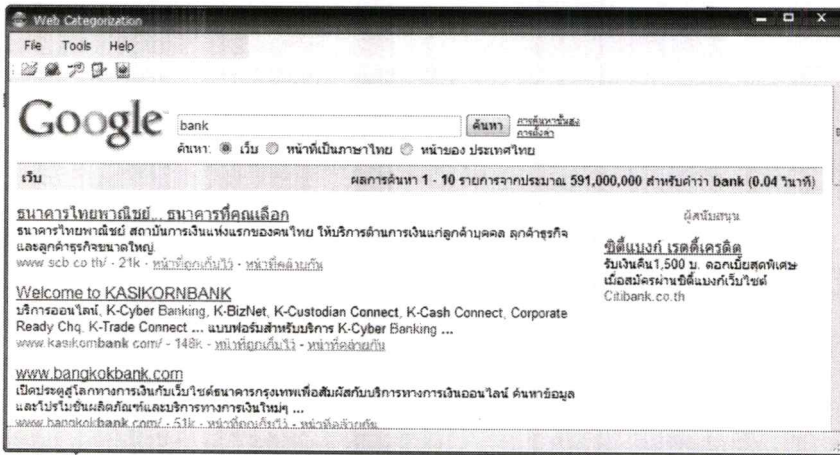 Web Categorization
File Tools Help
Google bank ค้นหา การค้นหาขั้นสูง
การตั้งค่า
ค้นหา: เว็บ หน้าที่เป็นภาษาไทย หน้าของ ประเทศไทย
เว็บ ผลการค้นหา 1 - 10 รายการจากประมาณ 591,000,000 สำหรับคำว่า bank (0.04 วินาที)
ธนาคารไทยพาณิชย์... ธนาคารที่คุณเลือก
ธนาคารไทยพาณิชย์ สถาบันการเงินแห่งแรกของคนไทย ให้บริการด้านการเงินแก่ลูกค้าบุคคล ลูกค้าธุรกิจ
และลูกค้าธุรกิจขนาดใหญ่.
www.scb.co.th/ - 21k - หน้าที่ถูกเก็บไว้ - หน้าที่คล้ายกัน
Welcome to KASIKORNBANK
บริการออนไลน์, K-Cyber Banking, K-BizNet, K-Custodian Connect, K-Cash Connect, Corporate
Ready Chq, K-Trade Connect ... แบบฟอร์มสำหรับบริการ K-Cyber Banking ...
www.kasikornbank.com/ - 148k - หน้าที่ถูกเก็บไว้ - หน้าที่คล้ายกัน
www.bangkokbank.com
เปิดประตูสู่โลกทางการเงินกับเว็บไซต์ธนาคารกรุงเทพเพื่อสัมผัสกับบริการทางการเงินออนไลน์ ค้นหาข้อมูล
และโปรโมชั่นผลิตภัณฑ์และบริการทางการเงินใหม่ๆ ...
www.bangkokbank.com/ - 51k - หน้าที่ถูกเก็บไว้ - หน้าที่คล้ายกัน
ผู้สนับสนุน
ซิตี้แบงก์ เรดดี้เครดิต
รับเงินคืน1,500 บ. ดอกเบี้ยสุดพิเศษ
เมื่อสมัครผ่านซิตี้แบงก์เว็บไซต์
Citibank.co.th